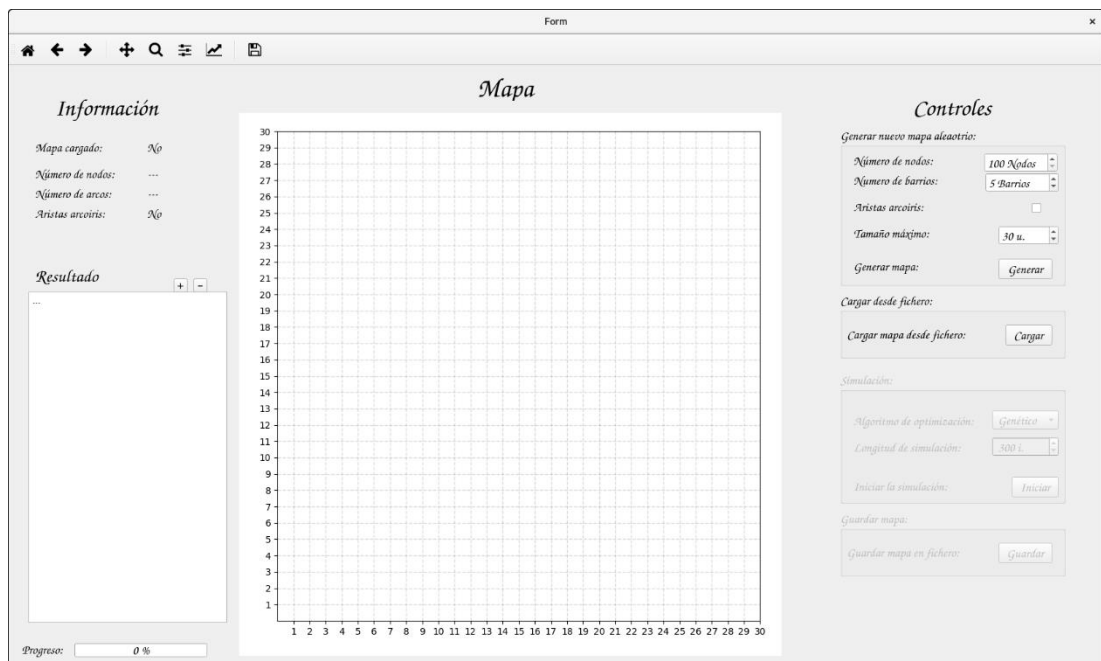 Form
Mapa
Información
Mapa cargado: No
Número de nodos: ---
Número de arcos: ---
Aristas arcoiris: No
Resultado
+ -
...
Progreso: 0 %
30
29
28
27
26
25
24
23
22
21
20
19
18
17
16
15
14
13
12
11
10
9
8
7
6
5
4
3
2
1
1 2 3 4 5 6 7 8 9 10 11 12 13 14 15 16 17 18 19 20 21 22 23 24 25 26 27 28 29 30
Controles
Generar nuevo mapa aleaotrio:
Número de nodos: 100 Nodos
Numero de barrios: 5 Barrios
Aristas arcoiris:
Tamaño máximo: 30 u.
Generar mapa: Generar
Cargar desde fichero:
Cargar mapa desde fichero: Cargar
Simulación:
Algoritmo de optimización: Genético
Longitud de simulación: 500 i.
Iniciar la simulación: Iniciar
Guardar mapa:
Guardar mapa en fichero: Guardar